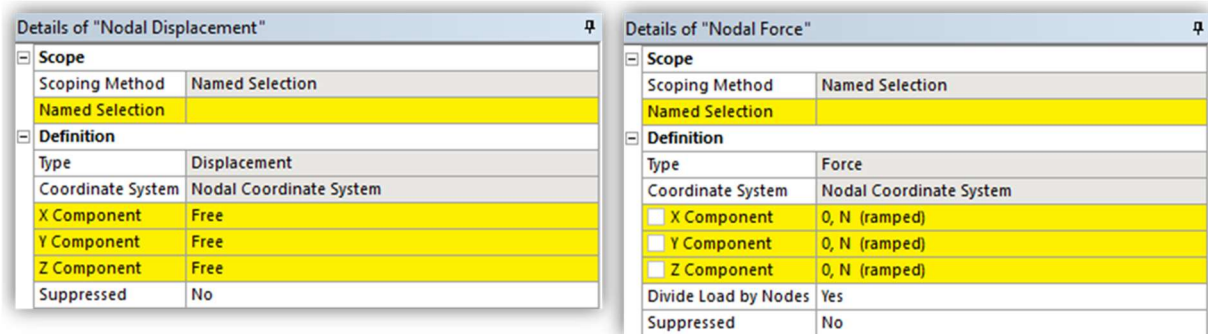 Details of "Nodal Displacement"
Scope
Scoping Method Named Selection
Named Selection
Definition
Type Displacement
Coordinate System Nodal Coordinate System
X Component Free
Y Component Free
Z Component Free
Suppressed No
Details of "Nodal Force"
Scope
Scoping Method Named Selection
Named Selection
Definition
Type Force
Coordinate System Nodal Coordinate System
X Component 0, N (ramped)
Y Component 0, N (ramped)
Z Component 0, N (ramped)
Divide Load by Nodes Yes
Suppressed No